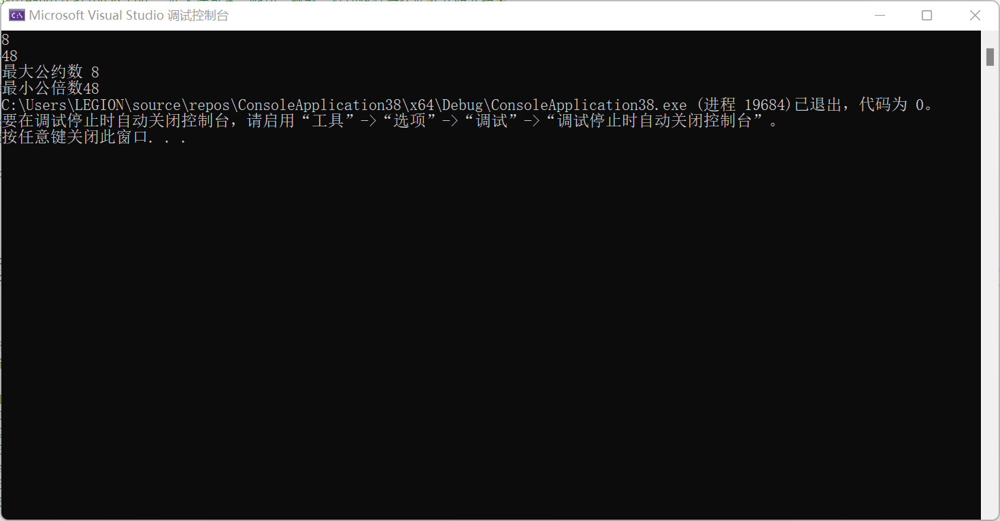 Microsoft Visual Studio 调试控制台
8
48
最大公约数 8
最小公倍数48
C:\Users\LEGION\source\repos\ConsoleApplication38\x64\Debug\ConsoleApplication38.exe (进程 19684)已退出，代码为 0。
要在调试停止时自动关闭控制台，请启用“工具”->“选项”->“调试”->“调试停止时自动关闭控制台”。
按任意键关闭此窗口. . .